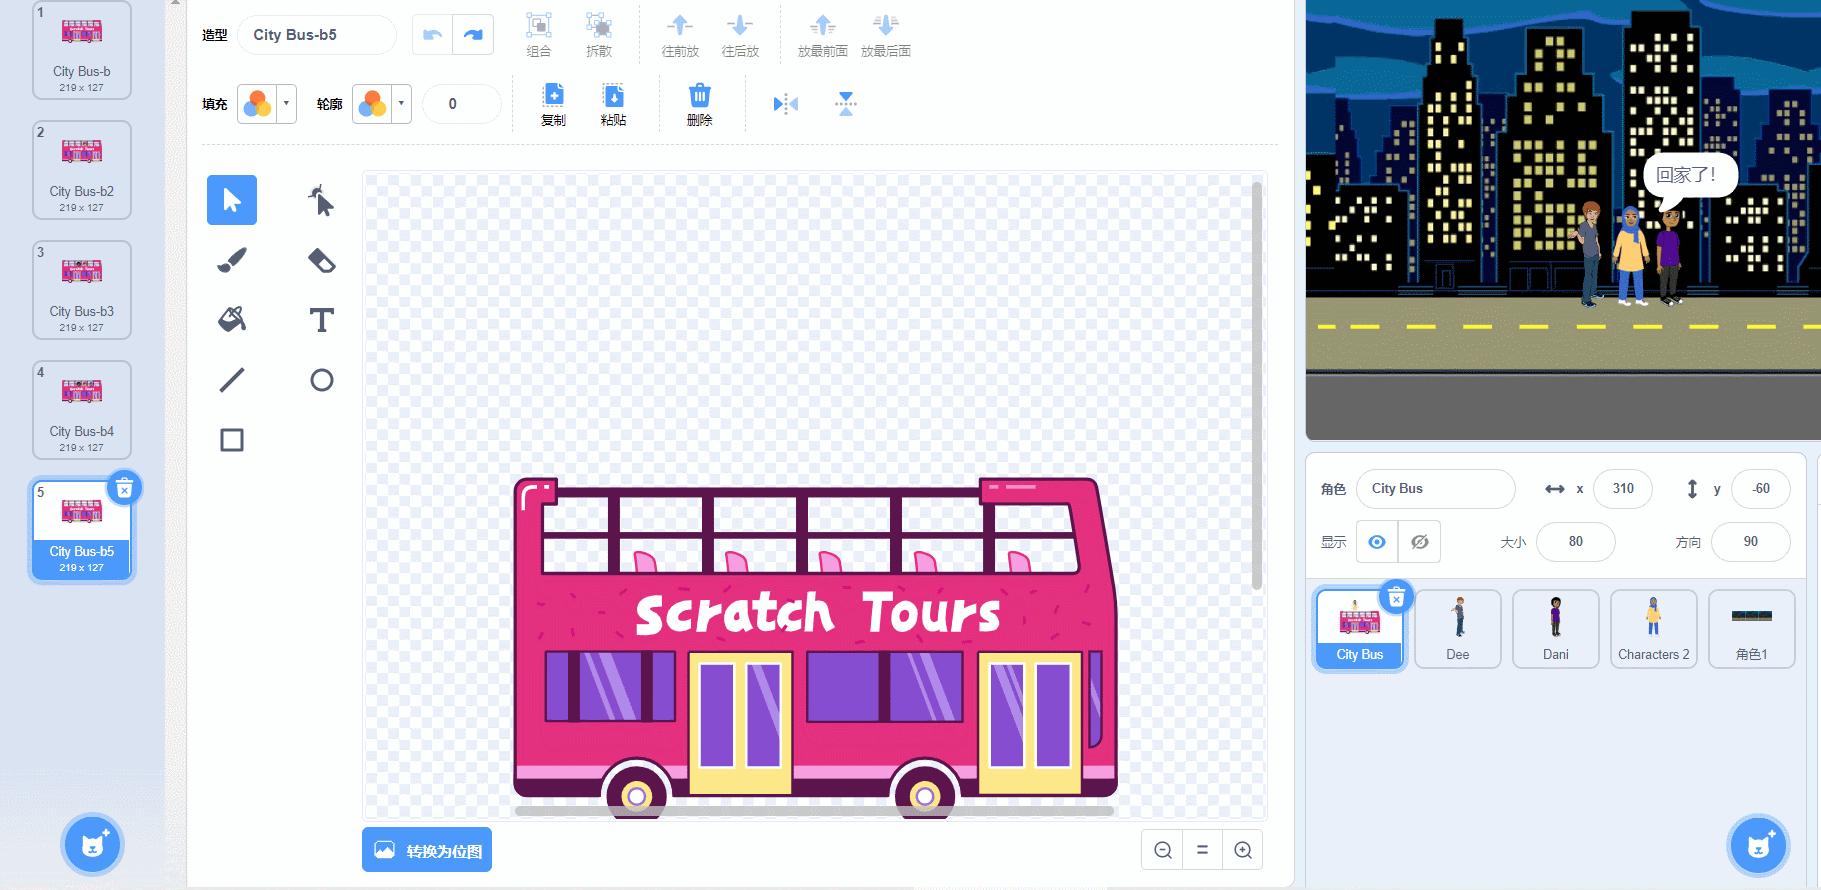 1
City Bus-b
219 x 127
2
City Bus-b2
219 x 127
3
City Bus-b3
219 x 127
4
City Bus-b4
219 x 127
5
City Bus-b5
219 x 127
造型
City Bus-b5
组合
拆散
往前放
往后放
放最前面
放最后面
填充
轮廓
0
复制
粘贴
删除
Scratch Tours
转换为位图
回家了!
角色
City Bus
x
310
y
-60
显示
大小
80
方向
90
City Bus
Dee
Dani
Characters 2
角色1